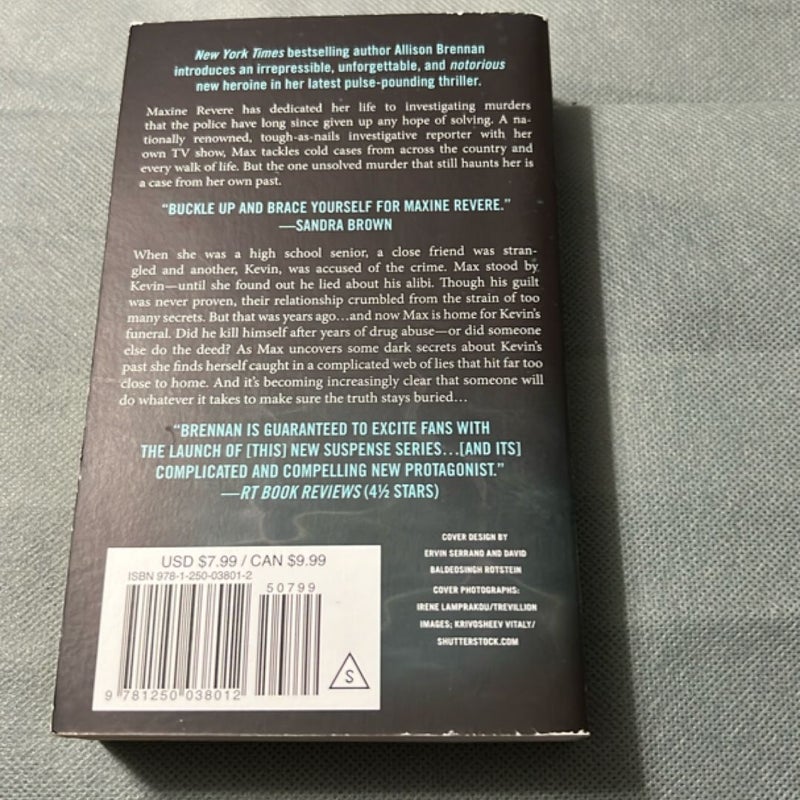 New York Times bestselling author Allison Brennan
introduces an irrepressible, unforgettable, and notorious
new heroine in her latest pulse-pounding thriller.
Maxine Revere has dedicated her life to investigating murders
that the police have long since given up any hope of solving. A na-
tionally renowned, tough-as-nails investigative reporter with her
own TV show, Max tackles cold cases from across the country and
every walk of life. But the one unsolved murder that still haunts her is
a case from her own past.
"BUCKLE UP AND BRACE YOURSELF FOR MAXINE REVERE."
—SANDRA BROWN
When she was a high school senior, a close friend was stran-
gled and another, Kevin, was accused of the crime. Max stood by
Kevin—until she found out he lied about his alibi. Though his guilt
was never proven, their relationship crumbled from the strain of too
many secrets. But that was years ago...and now Max is home for Kevin's
funeral. Did he kill himself after years of drug abuse—or did someone
else do the deed? As Max uncovers some dark secrets about Kevin's
past she finds herself caught in a complicated web of lies that hit far too
close to home. And it's becoming increasingly clear that someone will
do whatever it takes to make sure the truth stays buried...
"BRENNAN IS GUARANTEED TO EXCITE FANS WITH
THE LAUNCH OF [THIS] NEW SUSPENSE SERIES...[AND ITS]
COMPLICATED AND COMPELLING NEW PROTAGONIST."
—RT BOOK REVIEWS (4½ STARS)
USD $7.99 / CAN $9.99
ISBN 978-1-250-03801-2
50799
9 781250 038012
S
COVER DESIGN BY
ERVIN SERRANO AND DAVID
BALDEOSINGH ROTSTEIN
COVER PHOTOGRAPHS:
IRENE LAMPRAKOU/TREVILLION
IMAGES; KRIVOSHEEV VITALY/
SHUTTERSTOCK.COM